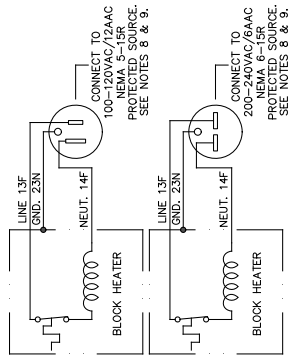 LINE 13F
GND. 23N
NEUT. 14F
BLOCK HEATER
CONNECT TO
100-120VAC/12AAC
NEMA 5-15R
PROTECTED SOURCE.
SEE NOTES 8 & 9.
LINE 13F
GND. 23N
NEUT. 14F
BLOCK HEATER
CONNECT TO
200-240VAC/6AAC
NEMA 6-15R
PROTECTED SOURCE.
SEE NOTES 8 & 9.